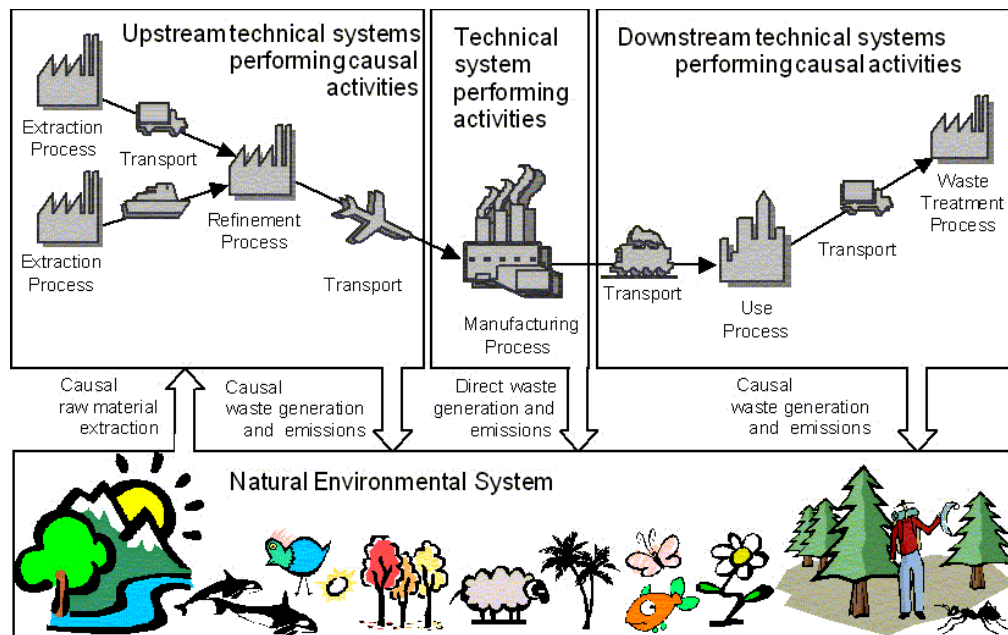 Upstream technical systems
performing causal
activities
Extraction
Process
Transport
Extraction
Process
Refinement
Process
Transport
Technical
system
performing
activities
Manufacturing
Process
Downstream technical systems
performing causal activities
Transport
Use
Process
Transport
Waste
Treatment
Process
Causal
raw material
extraction
Causal
waste generation
and emissions
Direct waste
generation and
emissions
Causal
waste generation
and emissions
Natural Environmental System